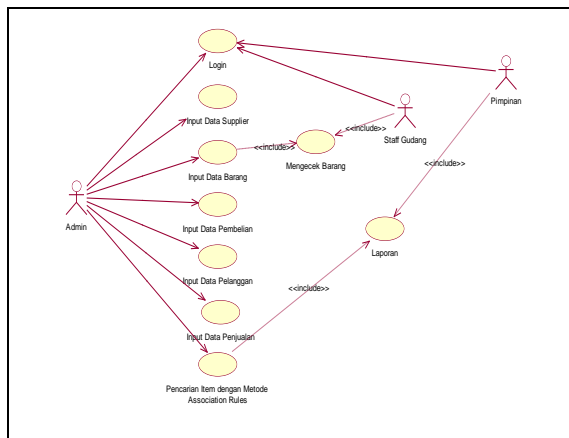 Login
Pimpinan
Input Data Supplier
<<include>>
Staff Gudang
<<include>>
Mengecek Barang
<<include>>
Input Data Barang
Admin
Input Data Pembelian
Laporan
Input Data Pelanggan
<<include>>
Input Data Penjualan
Pencarian Item dengan Metode
Association Rules